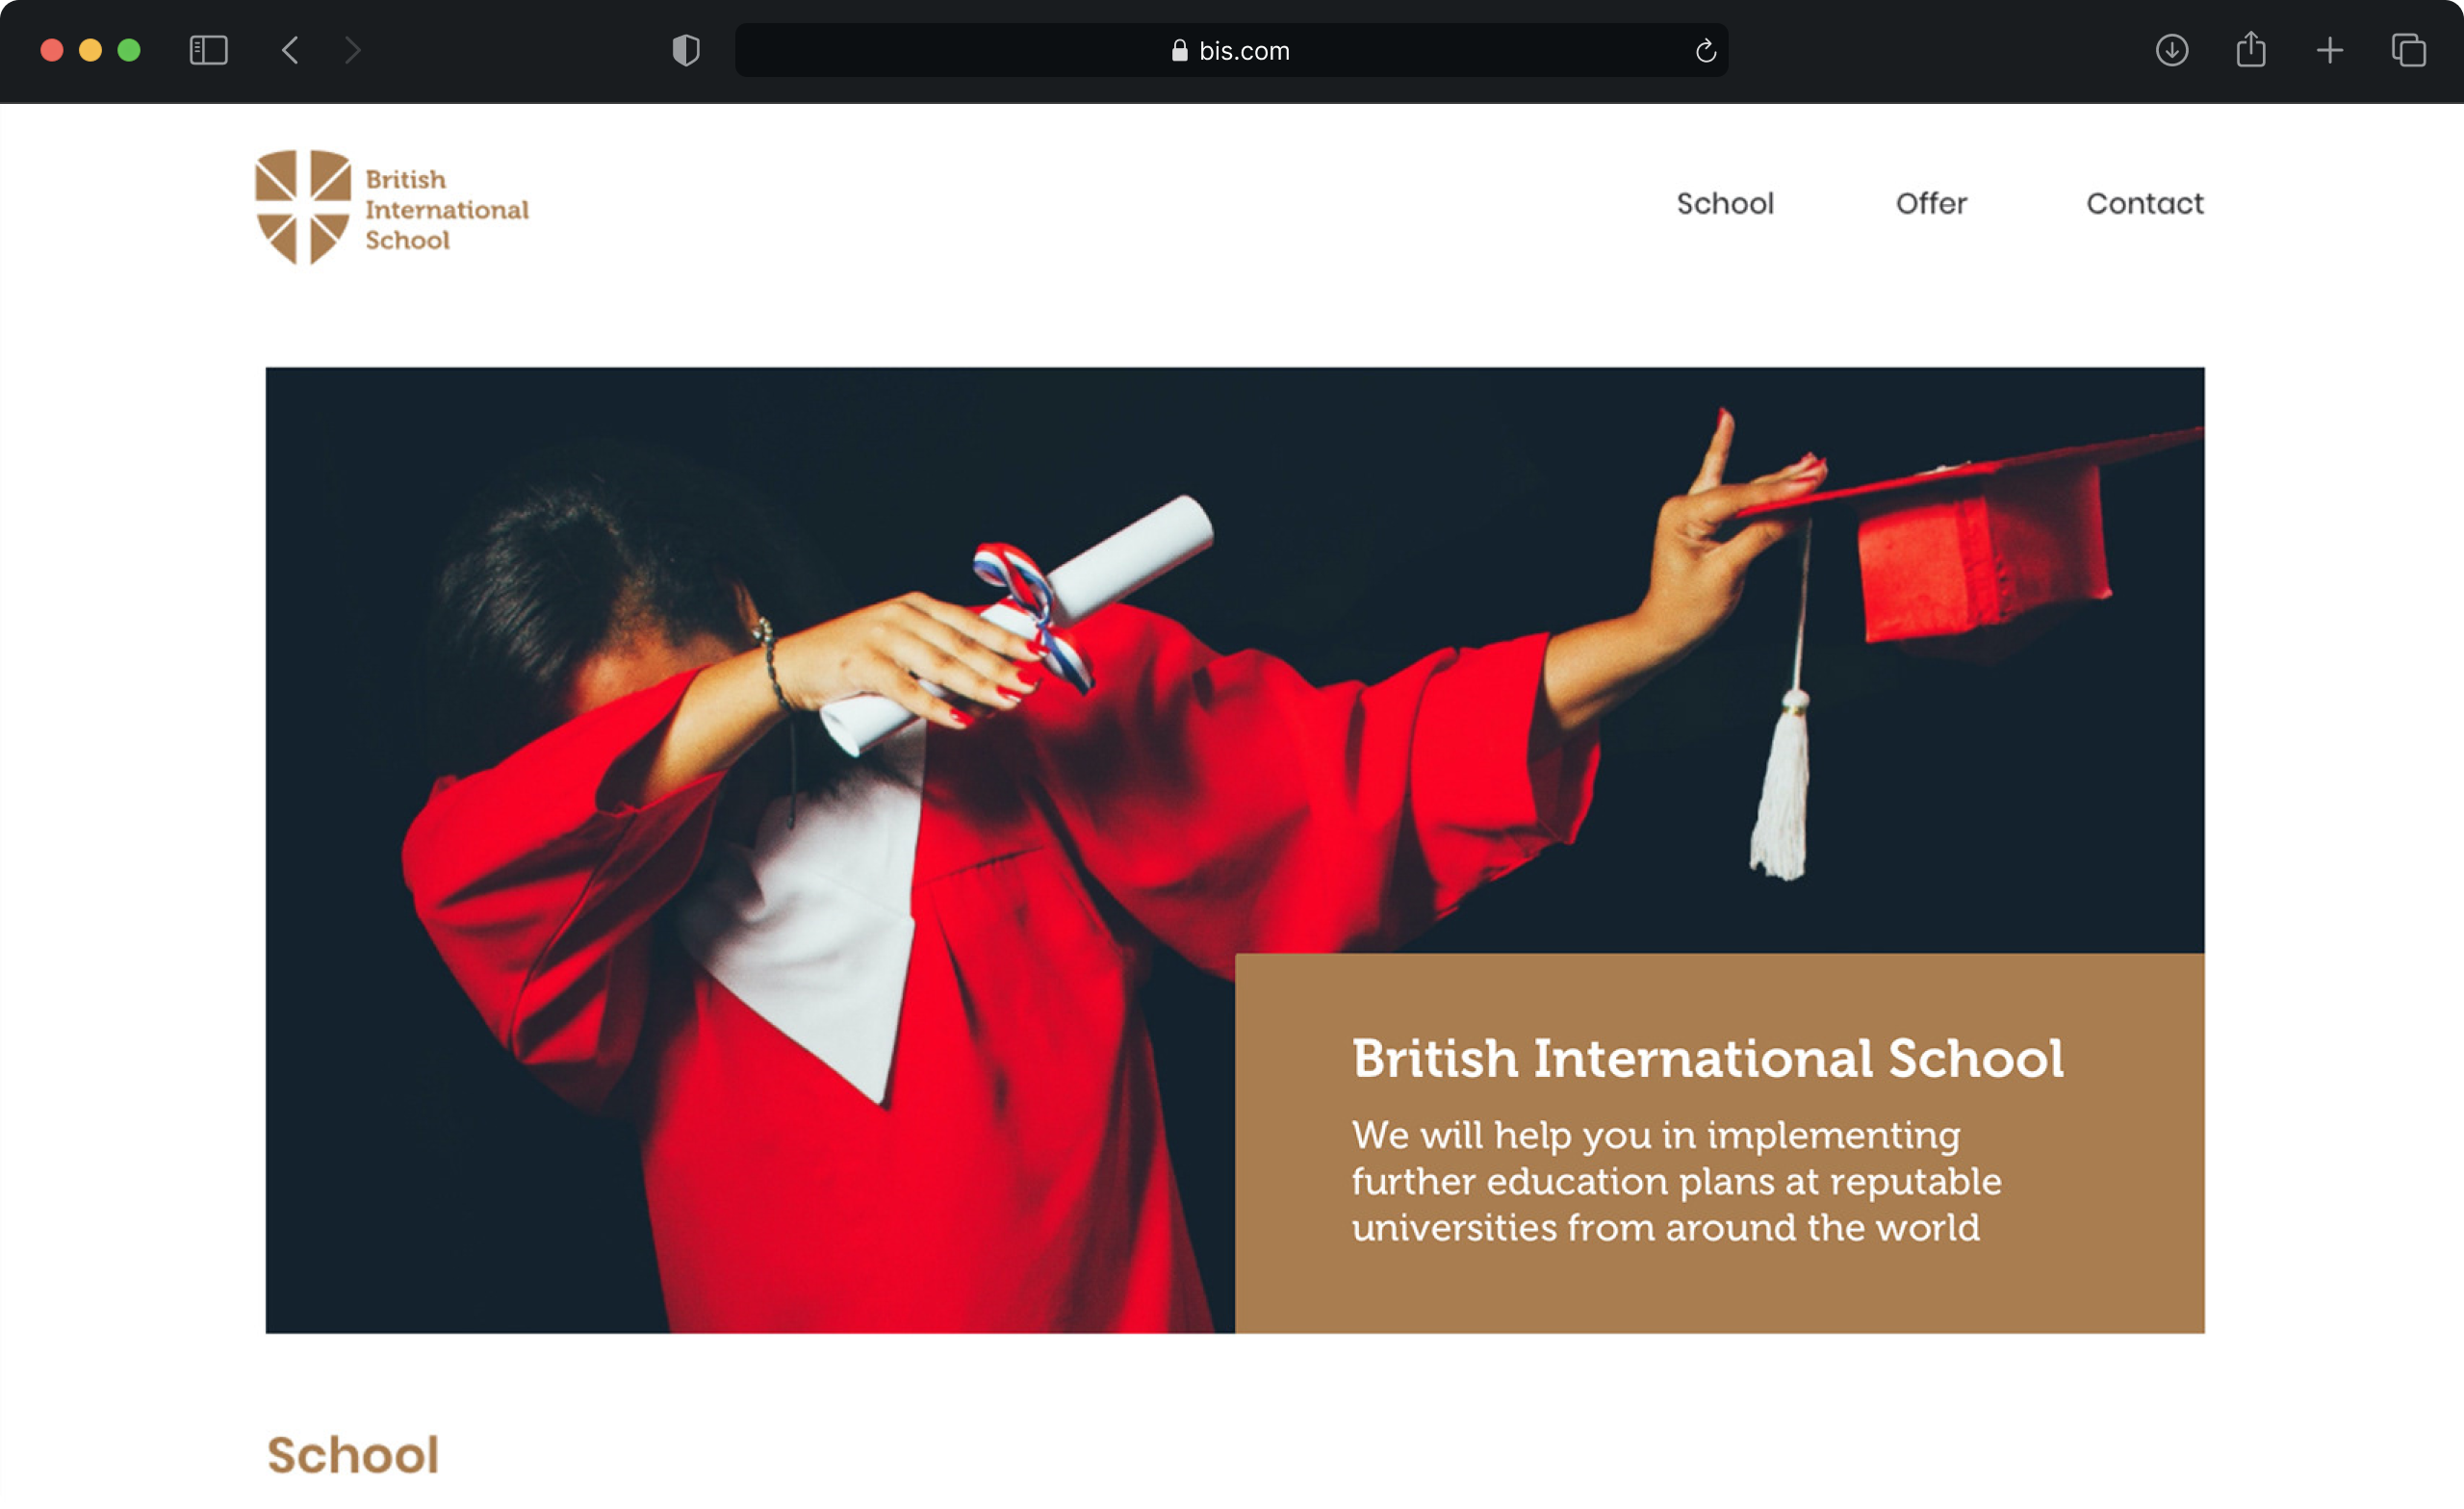 bis.com
British
International
School
School Offer Contact
British International School
We will help you in implementing
further education plans at reputable
universities from around the world
School